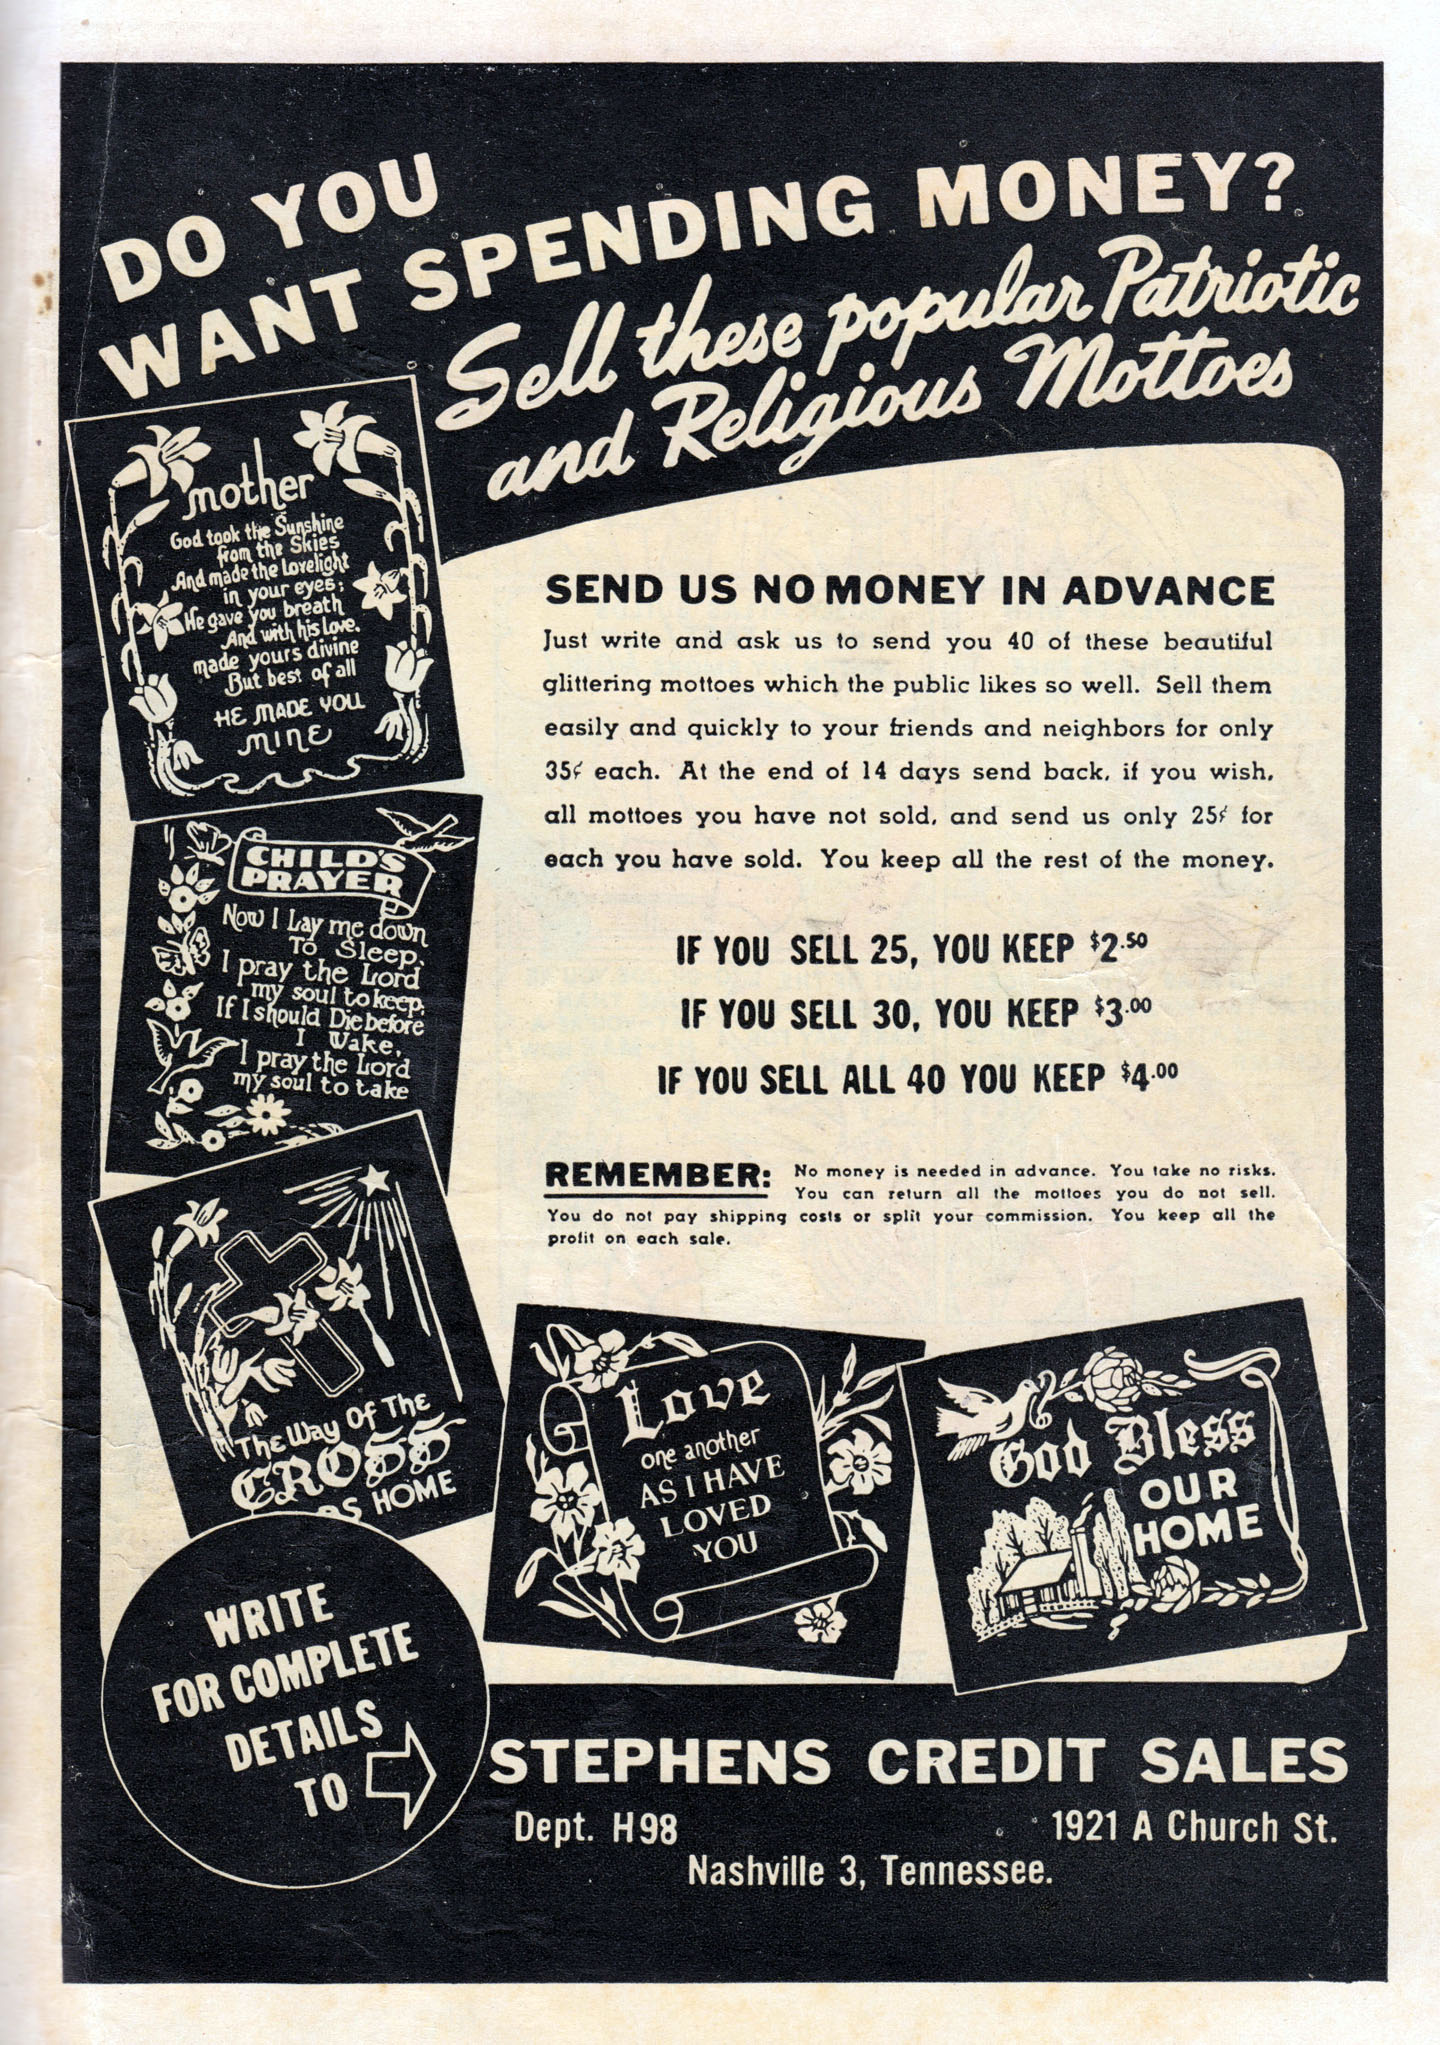 DO YOU
WANT SPENDING MONEY?
Sell these popular Patriotic
and Religious Mottoes
mother
God took the Sunshine
from the Skies
And made the Lovelight
in your eyes;
He gave you breath
And with his Love,
made yours divine
But best of all
HE MADE YOU
MINE
CHILD'S
PRAYER
Now I Lay me down
To Sleep,
I pray the Lord
my soul to keep,
If I should Die before
I Wake,
I pray the Lord
my soul to take
The Way Of The
CROSS
HOME
SEND US NO MONEY IN ADVANCE
Just write and ask us to send you 40 of these beautiful
glittering mottoes which the public likes so well. Sell them
easily and quickly to your friends and neighbors for only
35¢ each. At the end of 14 days send back, if you wish,
all mottoes you have not sold, and send us only 25¢ for
each you have sold. You keep all the rest of the money.
IF YOU SELL 25, YOU KEEP $2.50
IF YOU SELL 30, YOU KEEP $3.00
IF YOU SELL ALL 40 YOU KEEP $4.00
REMEMBER: No money is needed in advance. You take no risks.
You can return all the mottoes you do not sell.
You do not pay shipping costs or split your commission. You keep all the
profit on each sale.
Love
one another
AS I HAVE
LOVED
YOU
God Bless
OUR
HOME
WRITE
FOR COMPLETE
DETAILS
TO
STEPHENS CREDIT SALES
Dept. H98 1921 A Church St.
Nashville 3, Tennessee.